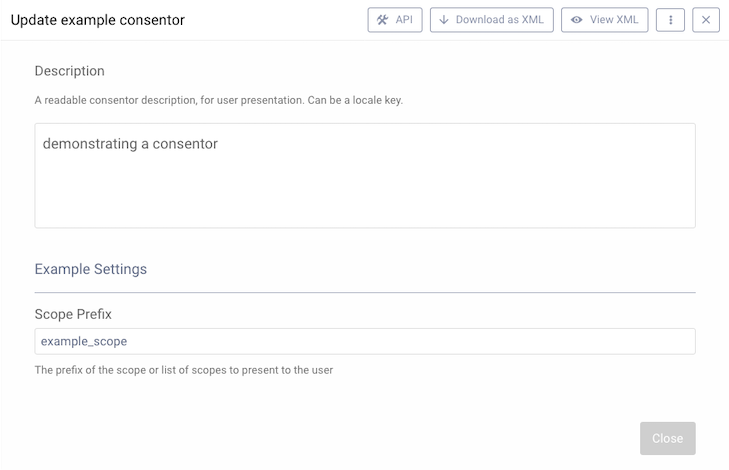 Update example consentor
API
Download as XML
View XML
Description
A readable consentor description, for user presentation. Can be a locale key.
demonstrating a consentor
Example Settings
Scope Prefix
example_scope
The prefix of the scope or list of scopes to present to the user
Close